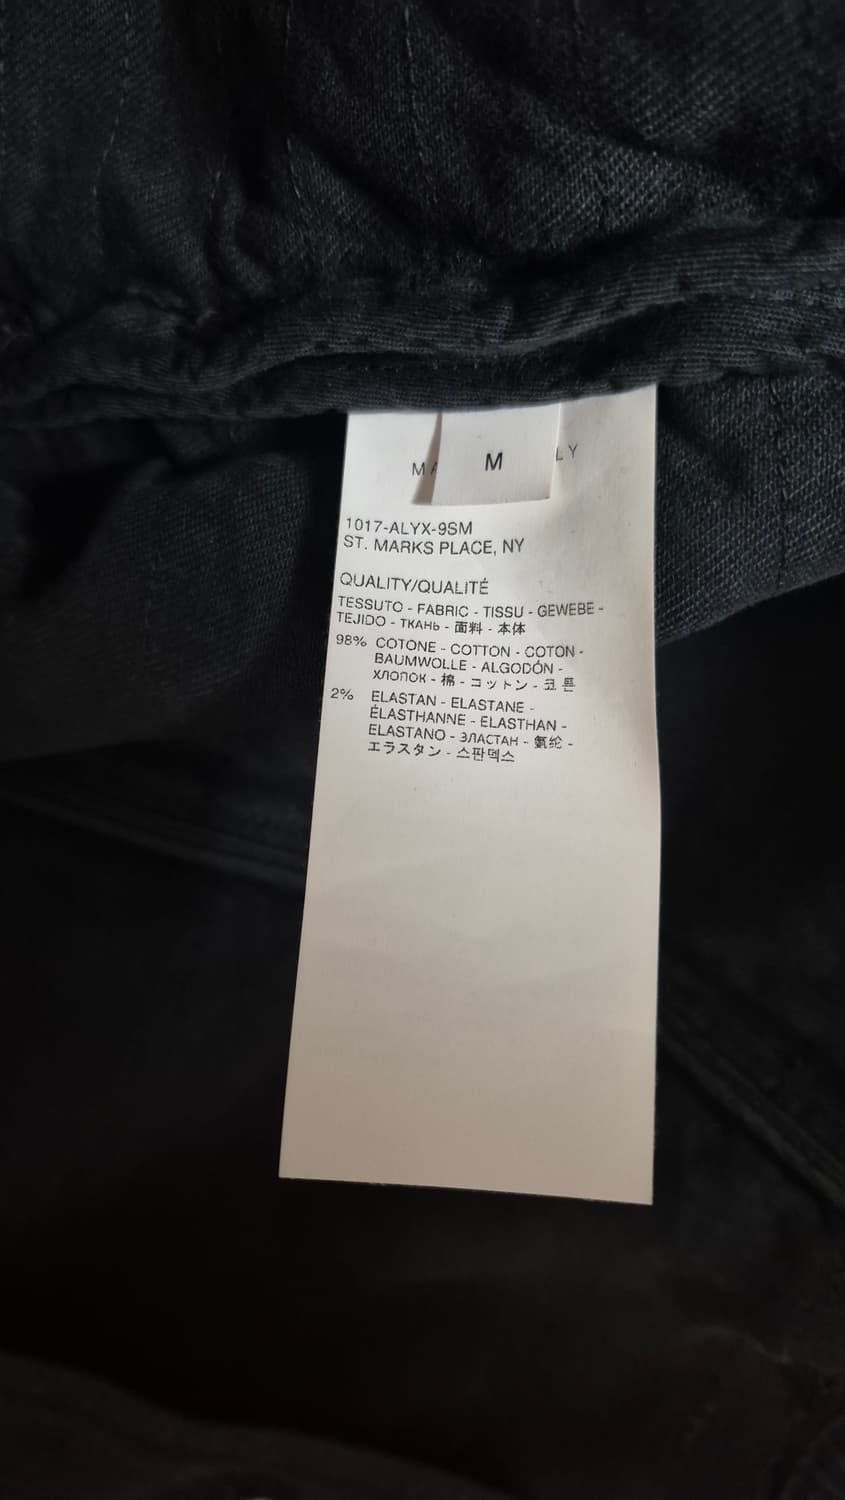 M
1017-ALYX-9SM
ST. MARKS PLACE, NY
QUALITY/QUALITÉ
TESSUTO - FABRIC - TISSU - GEWEBE -
TEJIDO - ТКАНЬ - 面料 - 本体
98% COTONE - COTTON - COTON -
BAUMWOLLE - ALGODÓN -
ХЛОПОК - 棉 - コットン - 코튼
2% ELASTAN - ELASTANE -
ÉLASTHANNE - ELASTHAN -
ELASTANO - ЭЛАСТАН - 氨纶 -
エラスタン - 스판덱스